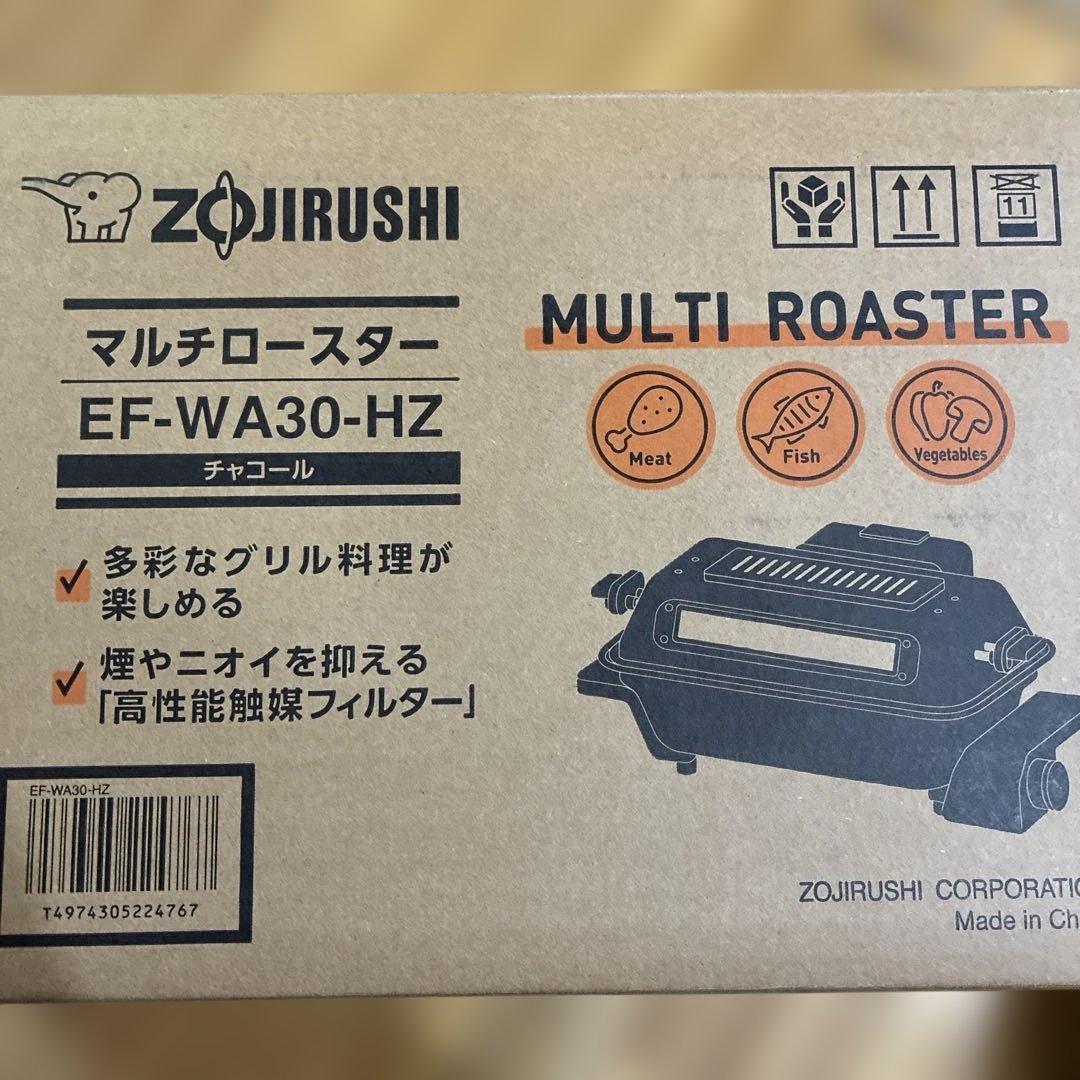 ZOJIRUSHI
マルチロースター
EF-WA30-HZ
チャコール
多彩なグリル料理が
楽しめる
煙やニオイを抑える
「高性能触媒フィルター」
EF-WA30-HZ
T4974305224767
11
MULTI ROASTER
Meat
Fish
Vegetables
ZOJIRUSHI CORPORATIO
Made in Ch